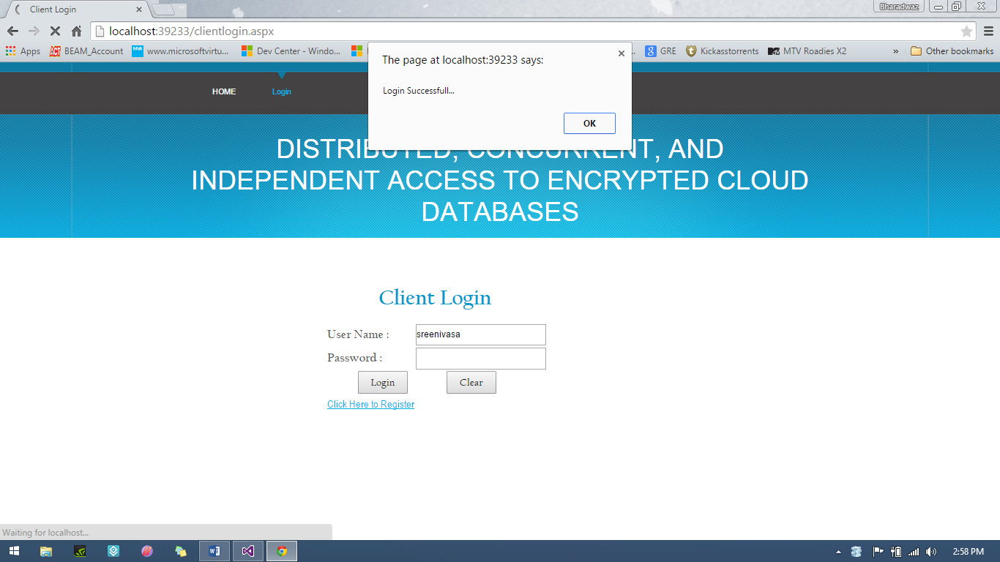 Client Login
Bharadwaz
localhost:39233/clientlogin.aspx
Apps BEAM_Account www.microsoftvirtu... Dev Center - Windo... GRE Kickasstorrents MTV Roadies X2 » Other bookmarks
The page at localhost:39233 says:
Login Successfull...
OK
HOME Login
DISTRIBUTED, CONCURRENT, AND
INDEPENDENT ACCESS TO ENCRYPTED CLOUD
DATABASES
Client Login
User Name : sreenivasa
Password :
Login Clear
Click Here to Register
Waiting for localhost...
2:58 PM